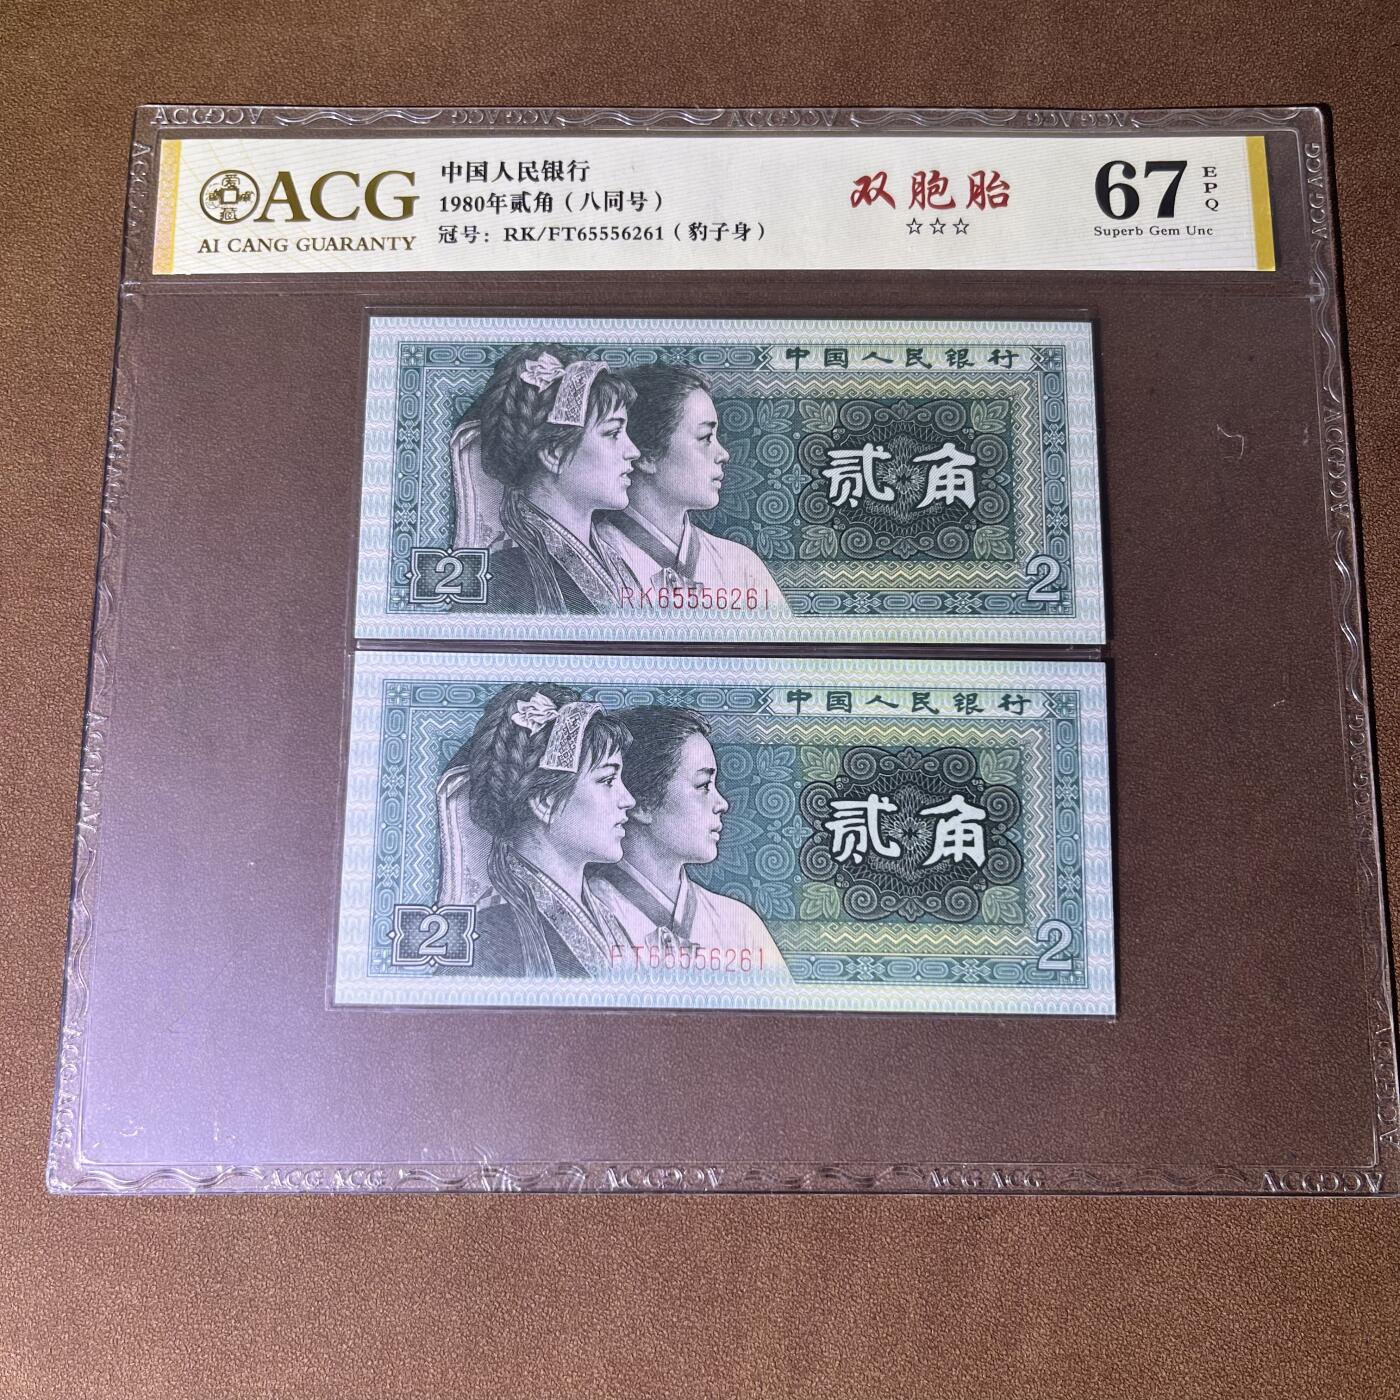 ACG
AI CANG GUARANTY
中国人民银行
1980年贰角（八同号）
冠号：RK/FT65556261（豹子身）
双胞胎
☆☆☆
67
EPQ
Superb Gem Unc
中国人民银行
贰角
2
2
RK65556261
中国人民银行
贰角
2
2
FT65556261